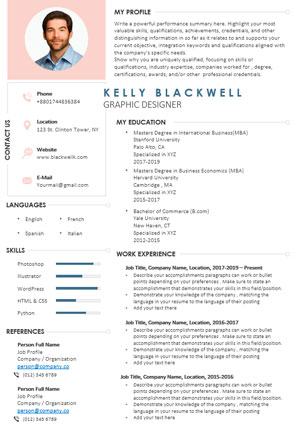 MY PROFILE
Write a powerful performance summary here. Highlight your
most valuable skills, achievements, credentials, and other
distinguishing information in so far as it relates to and supports your
current objective, integration keywords and qualifications aligned with the company's
specific needs.
Show why you are uniquely qualified, focusing on skills or
qualifications, industry expertise, companies worked for , degree,
certifications, awards, and/or other professional credentials.
KELLY BLACKWELL
GRAPHIC DESIGNER
CONTACT US
Phone
+8801744636384
Location
123 St. Clinton Tower, NY
Website
www.blackwellk.com
E-Mail
Yourmail@gmail.com
LANGUAGES
English
French
Spanish
Italian
SKILLS
Photoshop
Illustrator
WordPress
HTML & CSS
Python
REFERENCES
Person Full Name
Job Profile
Company / Organization
person@company.co
(012) 345 6789
Person Full Name
Job Profile
Company / Organization
person@company.co
(012) 345 6789
MY EDUCATION
Masters Degree in International Business(MBA)
Stanford University
Palo Alto, CA
Specialized in XYZ
2017-2019
Masters Degree in Business Economics (MBA)
Harvard University
Cambridge , MA
Specialized in XYZ
2015-2017
Bachelor of Commerce (B.com)
Yale University
New Haven, CT
Specialized in XYZ
2012-2015
WORK EXPERIENCE
Job Title, Company Name, Location, 2017-2019 – Present
Describe your accomplishments paragraphs work or bullet
points depending on your preferences . Make sure to state an
accomplishment that demonstrates your skills in this field/position.
Demonstrate your knowledge of the company , matching the
language in your resume to the language of their posting
Add your text here
Job Title, Company Name, Location, 2016-2017
Describe your accomplishments paragraphs work or bullet
points depending on your preferences . Make sure to state an
accomplishment that demonstrates your skills in this field/position.
Demonstrate your knowledge of the company , matching the
language in your resume to the posting of their
Add your text here
Job Title, Company Name, Location, 2015-2016
Describe your accomplishments paragraphs work or bullet
points depending on your preferences . Make sure to state an
accomplishment that demonstrates your skills in this field/position.
Demonstrate your knowledge of the company , matching the
language in your resume to the language of their posting
Add your text here